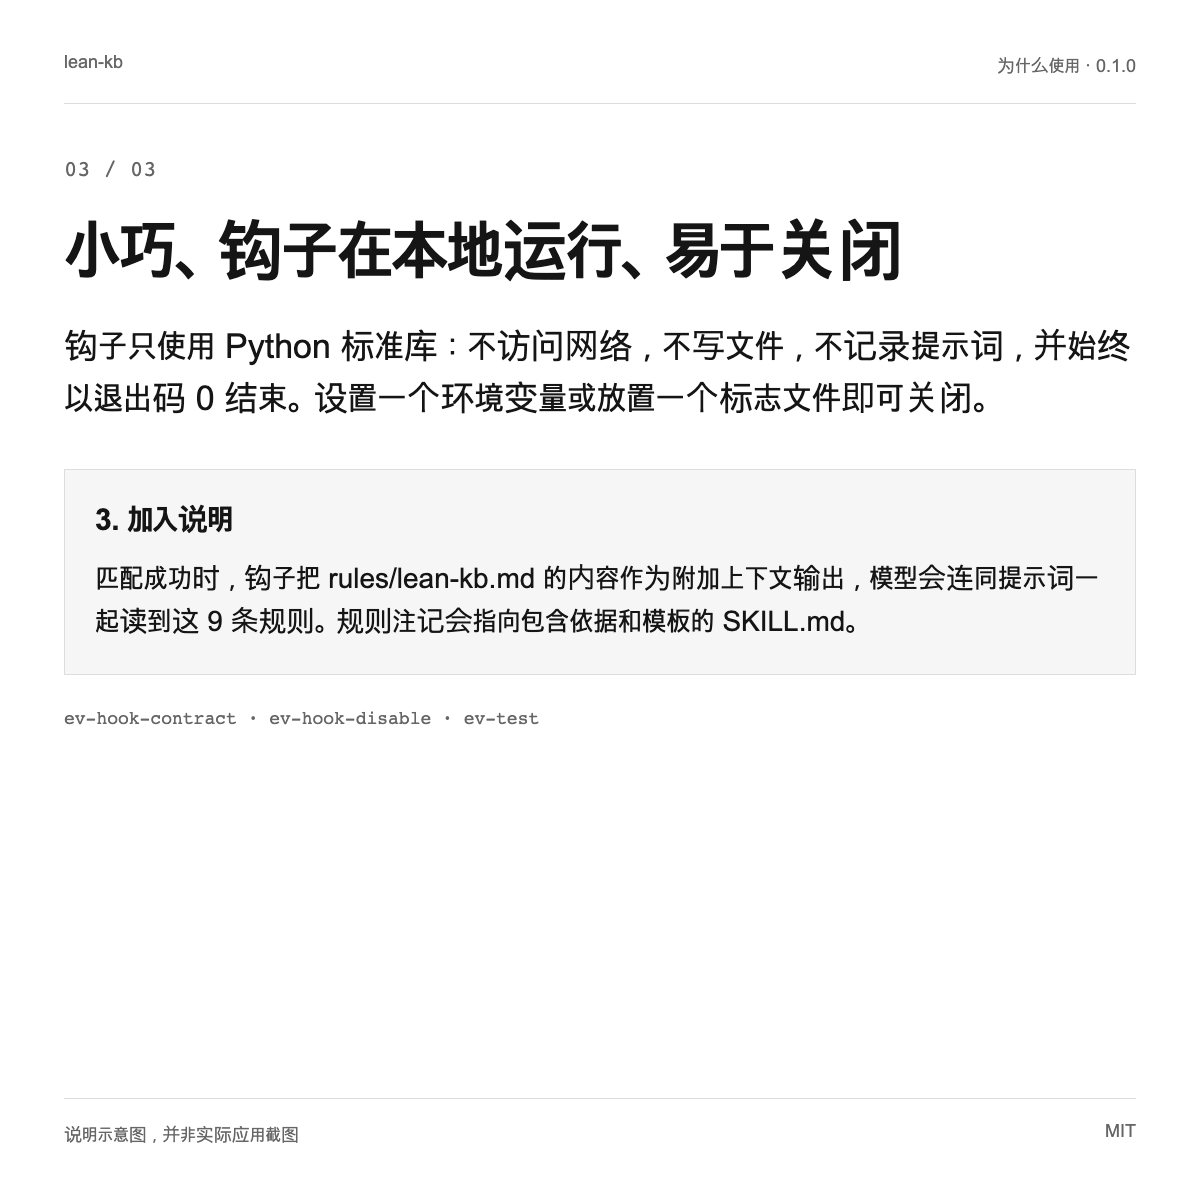 lean-kb
为什么使用 · 0.1.0
03 / 03
小巧、钩子在本地运行、易于关闭
钩子只使用 Python 标准库：不访问网络，不写文件，不记录提示词，并始终
以退出码 0 结束。设置一个环境变量或放置一个标志文件即可关闭。
3. 加入说明
匹配成功时，钩子把 rules/lean-kb.md 的内容作为附加上下文输出，模型会连同提示词一
起读到这 9 条规则。规则注记会指向包含依据和模板的 SKILL.md。
ev-hook-contract · ev-hook-disable · ev-test
说明示意图，并非实际应用截图
MIT